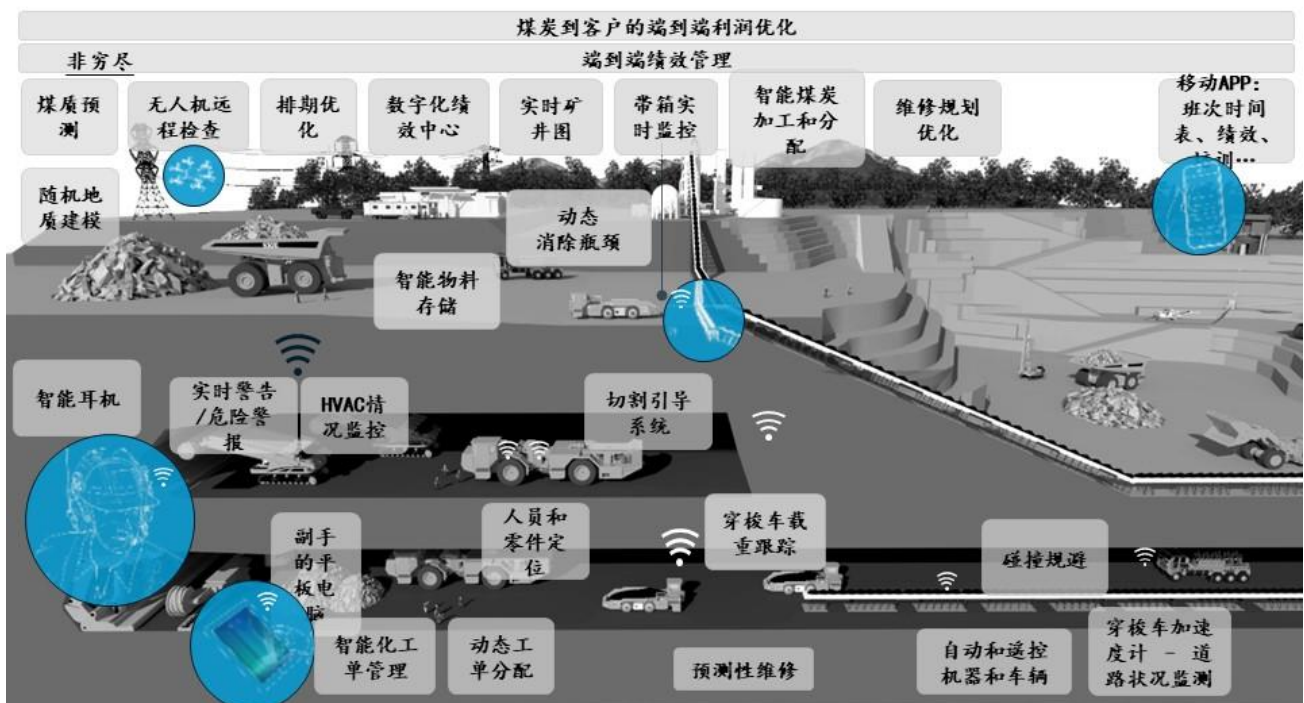 煤炭到客户的端到端利润优化
端到端绩效管理
非穷尽
煤质预
测
无人机远
程检查
排期优
化
数字化绩
效中心
实时矿
井图
带箱实
时监控
智能煤炭
加工和分
配
维修规划
优化
移动APP:
班次时间
表、绩效、
培训…
随机地
质建模
动态
消除瓶颈
智能物料
存储
智能耳机
实时警告
/危险警
报
HVAC情
况监控
切割引导
系统
副手
的平
板电
脑
人员和
零件定
位
穿梭车载
重跟踪
碰撞规避
智能化工
单管理
动态工
单分配
预测性维修
自动和遥控
机器和车辆
穿梭车加速
度计 - 道
路状况监测